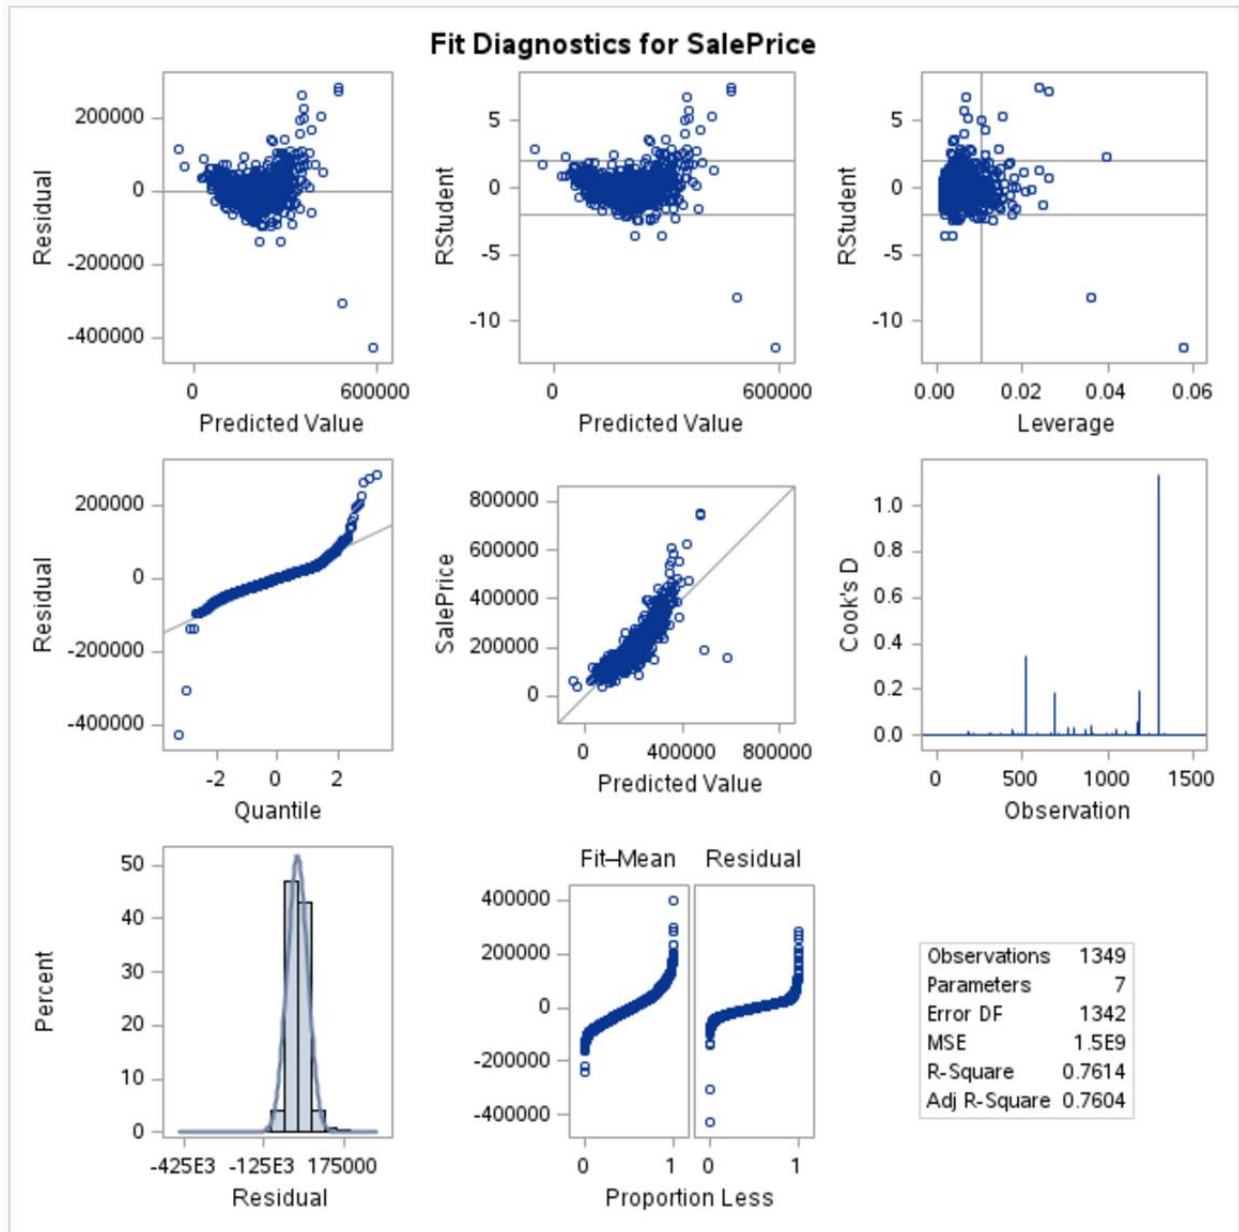 Fit Diagnostics for SalePrice
Residual
200000
0
-200000
-400000
0 600000
Predicted Value
RStudent
5
0
-5
-10
0 600000
Predicted Value
RStudent
5
0
-5
-10
0.00 0.02 0.04 0.06
Leverage
Residual
200000
0
-200000
-400000
-2 0 2
Quantile
SalePrice
800000
600000
400000
200000
0
0 400000 800000
Predicted Value
Cook's D
1.0
0.8
0.6
0.4
0.2
0.0
0 500 1000 1500
Observation
Percent
50
40
30
20
10
0
-425E3 -125E3 175000
Residual
Fit–Mean Residual
400000
200000
0
-200000
-400000
0 1 0 1
Proportion Less
Observations 1349
Parameters 7
Error DF 1342
MSE 1.5E9
R-Square 0.7614
Adj R-Square 0.7604